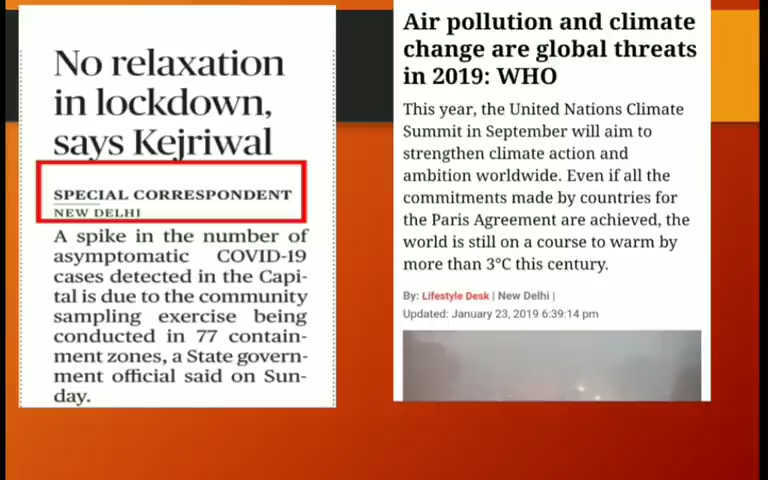 No relaxation
in lockdown,
says Kejriwal
SPECIAL CORRESPONDENT
NEW DELHI
A spike in the number of
asymptomatic COVID-19
cases detected in the Capi-
tal is due to the community
sampling exercise being
conducted in 77 contain-
ment zones, a State govern-
ment official said on Sun-
day.
Air pollution and climate
change are global threats
in 2019: WHO
This year, the United Nations Climate
Summit in September will aim to
strengthen climate action and
ambition worldwide. Even if all the
commitments made by countries for
the Paris Agreement are achieved, the
world is still on a course to warm by
more than 3°C this century.
By: Lifestyle Desk | New Delhi |
Updated: January 23, 2019 6:39:14 pm